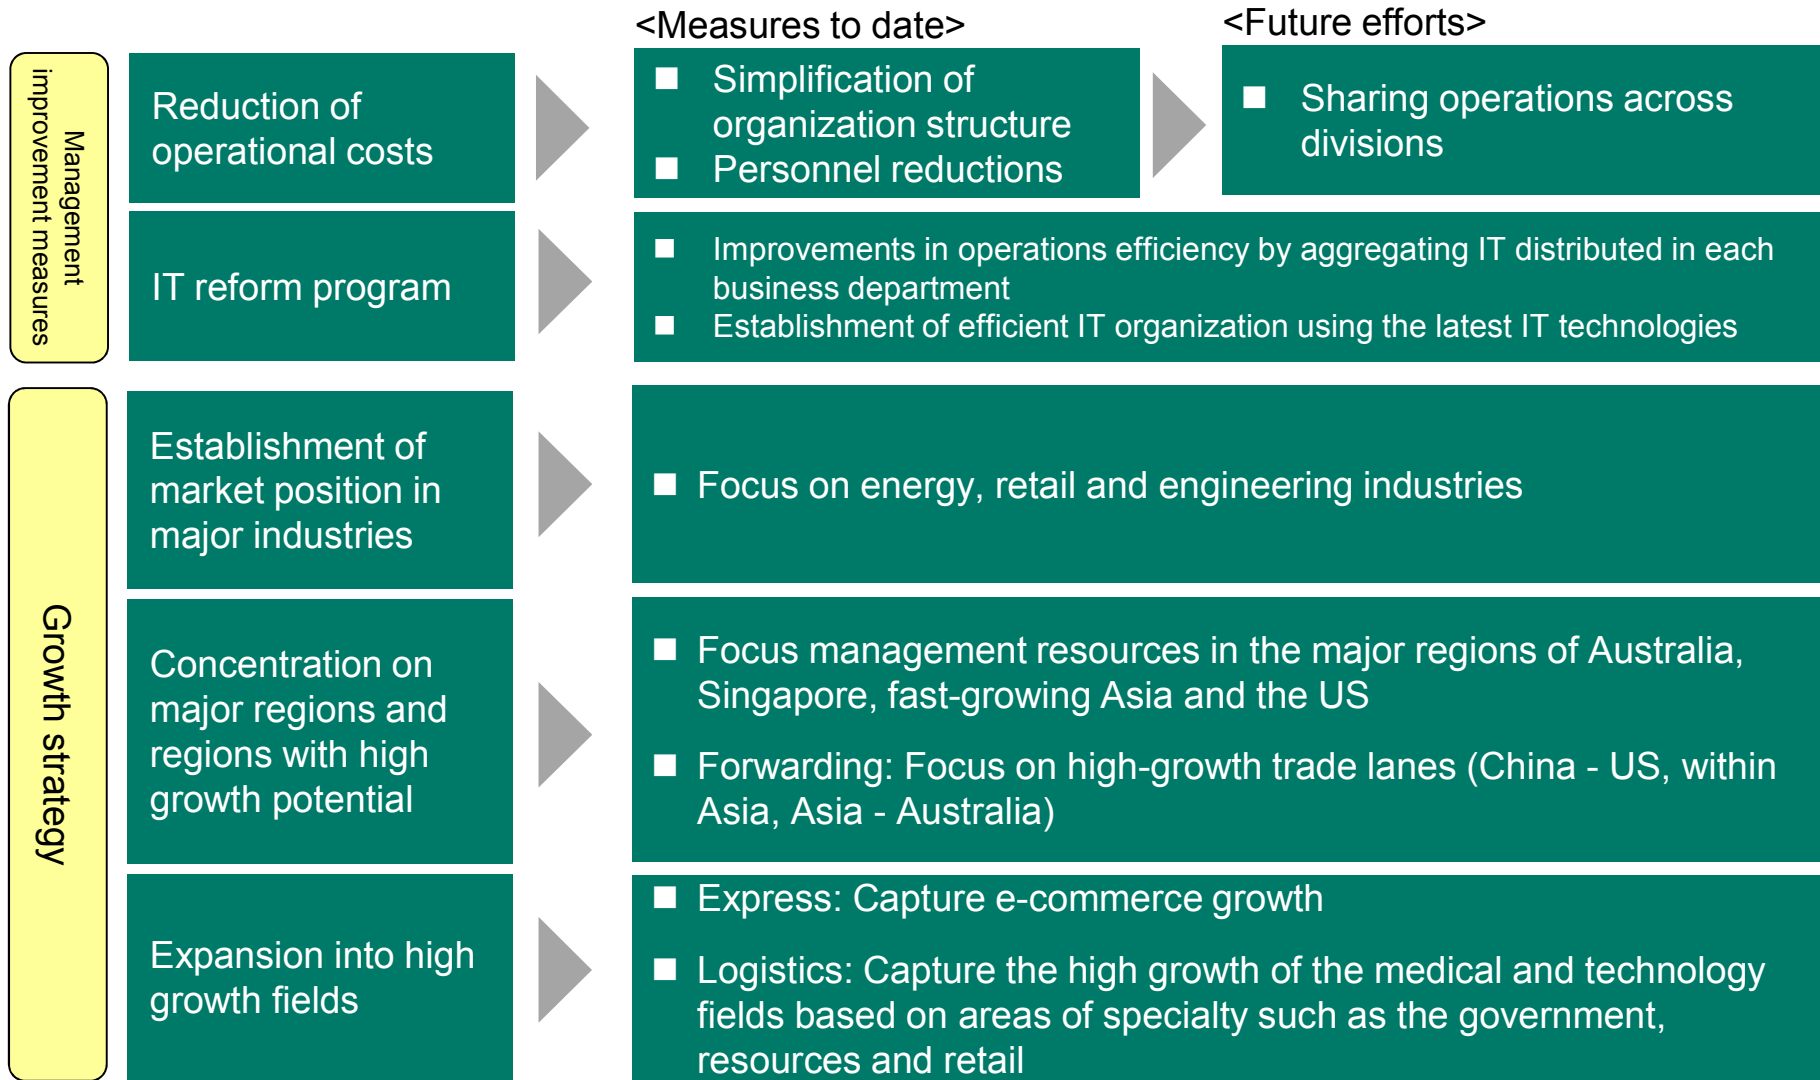 <Measures to date>
<Future efforts>
Management
improvement measures
Reduction of
operational costs
■ Simplification of
organization structure
■ Personnel reductions
■ Sharing operations across
divisions
IT reform program
■ Improvements in operations efficiency by aggregating IT distributed in each
business department
■ Establishment of efficient IT organization using the latest IT technologies
Growth strategy
Establishment of
market position in
major industries
■ Focus on energy, retail and engineering industries
Concentration on
major regions and
regions with high
growth potential
■ Focus management resources in the major regions of Australia,
Singapore, fast-growing Asia and the US
■ Forwarding: Focus on high-growth trade lanes (China - US, within
Asia, Asia - Australia)
Expansion into high
growth fields
■ Express: Capture e-commerce growth
■ Logistics: Capture the high growth of the medical and technology
fields based on areas of specialty such as the government,
resources and retail